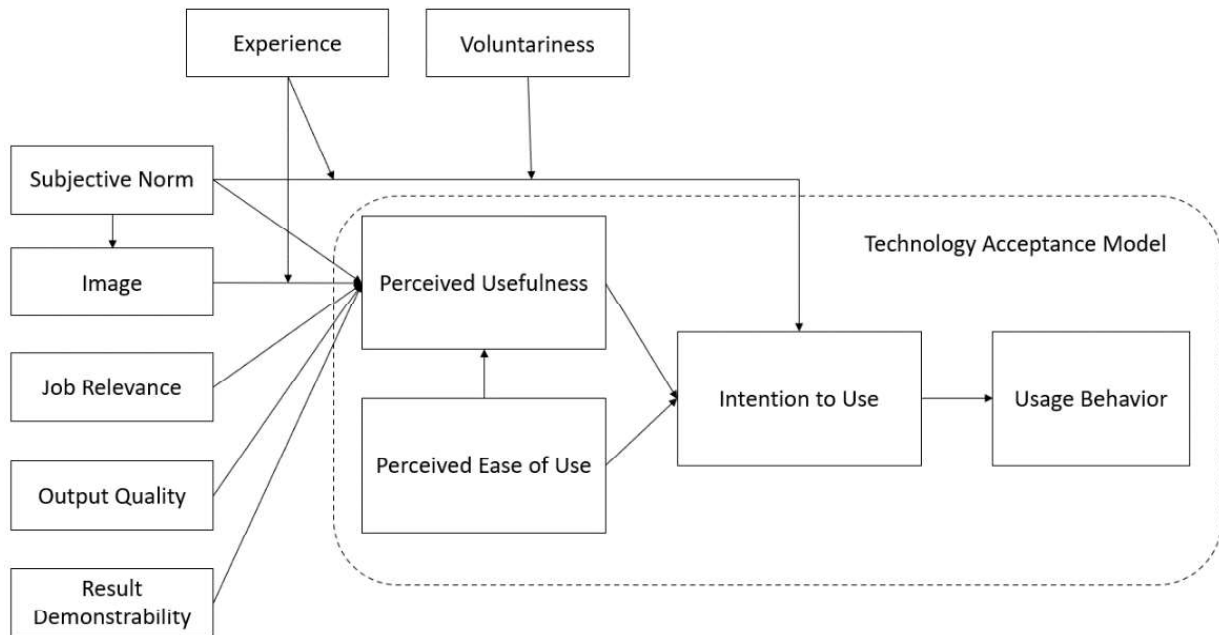 Experience
Voluntariness
Subjective Norm
Technology Acceptance Model
Image
Perceived Usefulness
Job Relevance
Intention to Use
Usage Behavior
Perceived Ease of Use
Output Quality
Result
Demonstrability